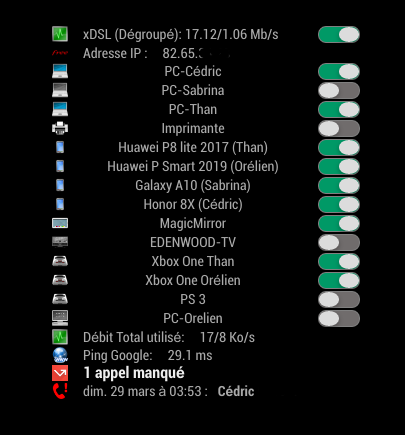 xDSL (Dégroupé): 17.12/1.06 Mb/s
free Adresse IP : 82.65.
PC-Cédric
PC-Sabrina
PC-Than
Imprimante
Huawei P8 lite 2017 (Than)
Huawei P Smart 2019 (Orélien)
Galaxy A10 (Sabrina)
Honor 8X (Cédric)
MagicMirror
EDENWOOD-TV
Xbox One Than
Xbox One Orélien
PS 3
PC-Orelien
Débit Total utilisé: 17/8 Ko/s
Ping Google: 29.1 ms
1 appel manqué
dim. 29 mars à 03:53 : Cédric